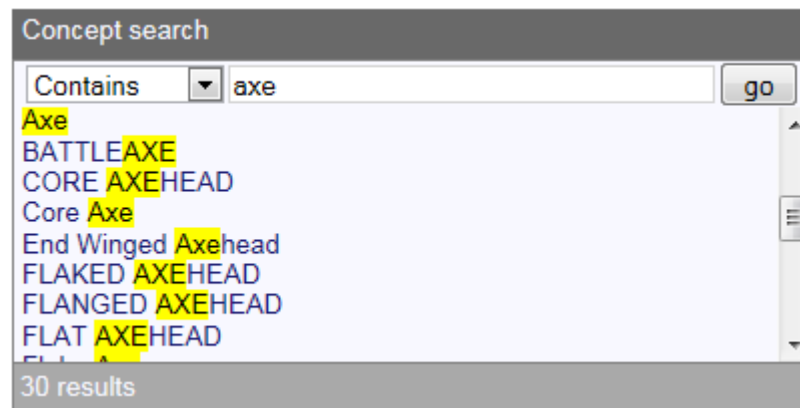 Concept search
Contains axe go
Axe
BATTLEAXE
CORE AXEHEAD
Core Axe
End Winged Axehead
FLAKED AXEHEAD
FLANGED AXEHEAD
FLAT AXEHEAD
30 results